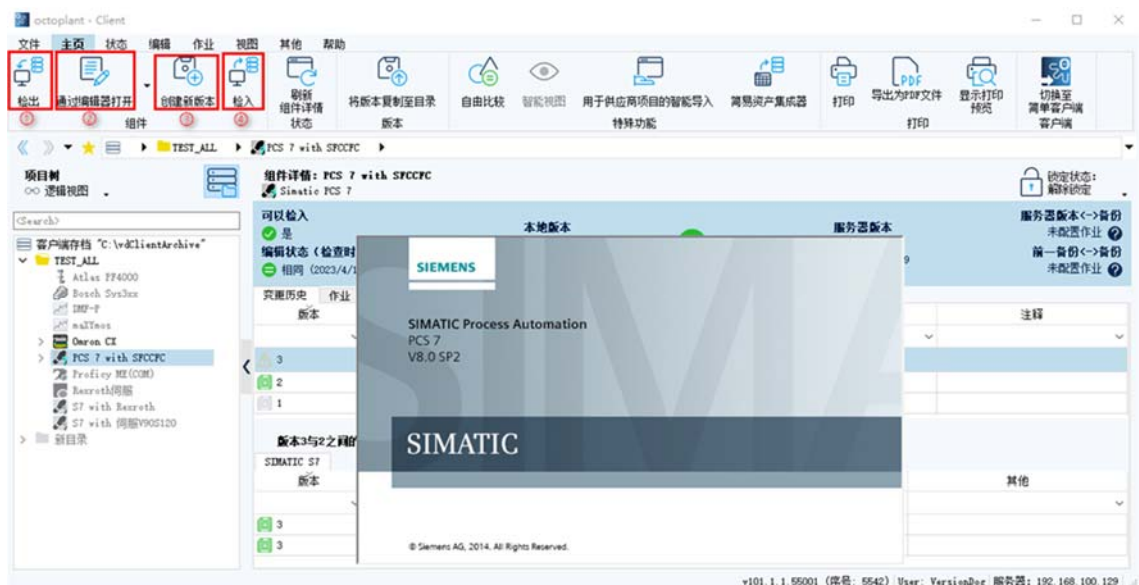 octoplant - Client
文件 主页 状态 编辑 作业 视图 其他 帮助
检出 通过编辑器打开 创建新版本 检入 刷新组件详情 将版本复制至目录 自由比较 智能视图 用于供应商项目的智能导入 简易资产集成器 打印 导出为PDF文件 显示打印预览 切换至简单客户端
① ② ③ ④
组件 状态 版本 特殊功能 打印 客户端
TEST_ALL PCS 7 with SFCCFC
项目树
逻辑视图
组件详情: PCS 7 with SFCCFC
Simatic PCS 7
锁定状态:
解除锁定
<Search>
客户端存档 "C:\vdClientArchive"
TEST_ALL
Atlas PF4000
Bosch Sys3xx
IMF-P
maXYmos
Omron CX
PCS 7 with SFCCFC
Proficy ME(COM)
Rexroth伺服
S7 with Rexroth
S7 with 伺服V90S120
新目录
可以检入
是
编辑状态 (检查时
相同 (2023/4/1
本地版本
服务器版本
9
服务器版本<->备份
未配置作业
前一备份<->备份
未配置作业
变更历史 作业
版本 注释
3
2
1
版本3与2之间的
SIMATIC S7
版本 其他
3
3
SIEMENS
SIMATIC Process Automation
PCS 7
V8.0 SP2
SIMATIC
© Siemens AG, 2014. All Rights Reserved.
v101.1.1.55001 (席号: 5542) User: VersionDog 服务器: 192.168.100.129